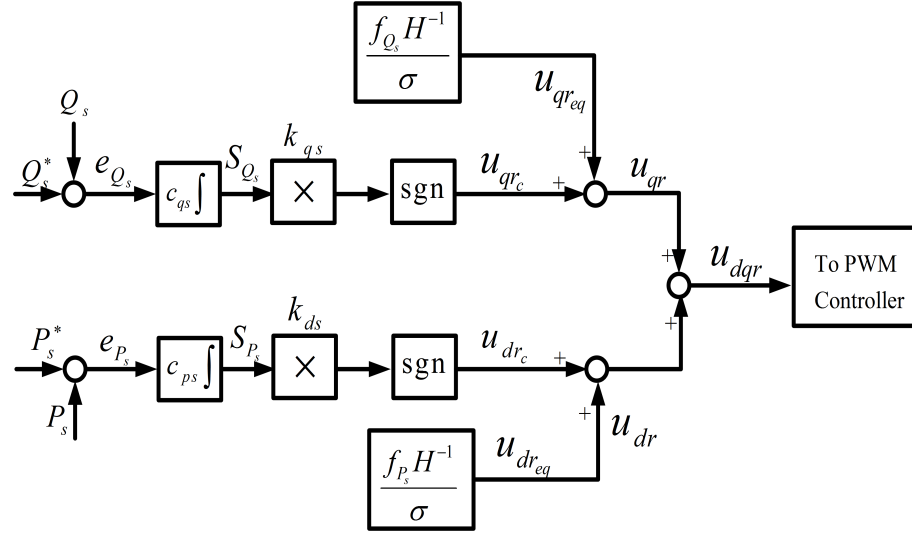 f_{Q_s} H^{-1}
σ
u_{qr_{eq}}
Q_s
k_{qs}
+
Q_s^*
e_{Q_s}
c_{qs}∫
S_{Q_s}
×
sgn
u_{qr_c}
+
u_{qr}
+
u_{dqr}
To PWM
Controller
+
P_s^*
e_{P_s}
c_{ps}∫
S_{P_s}
k_{ds}
×
sgn
u_{dr_c}
+
P_s
+
u_{dr}
f_{P_s} H^{-1}
σ
u_{dr_{eq}}